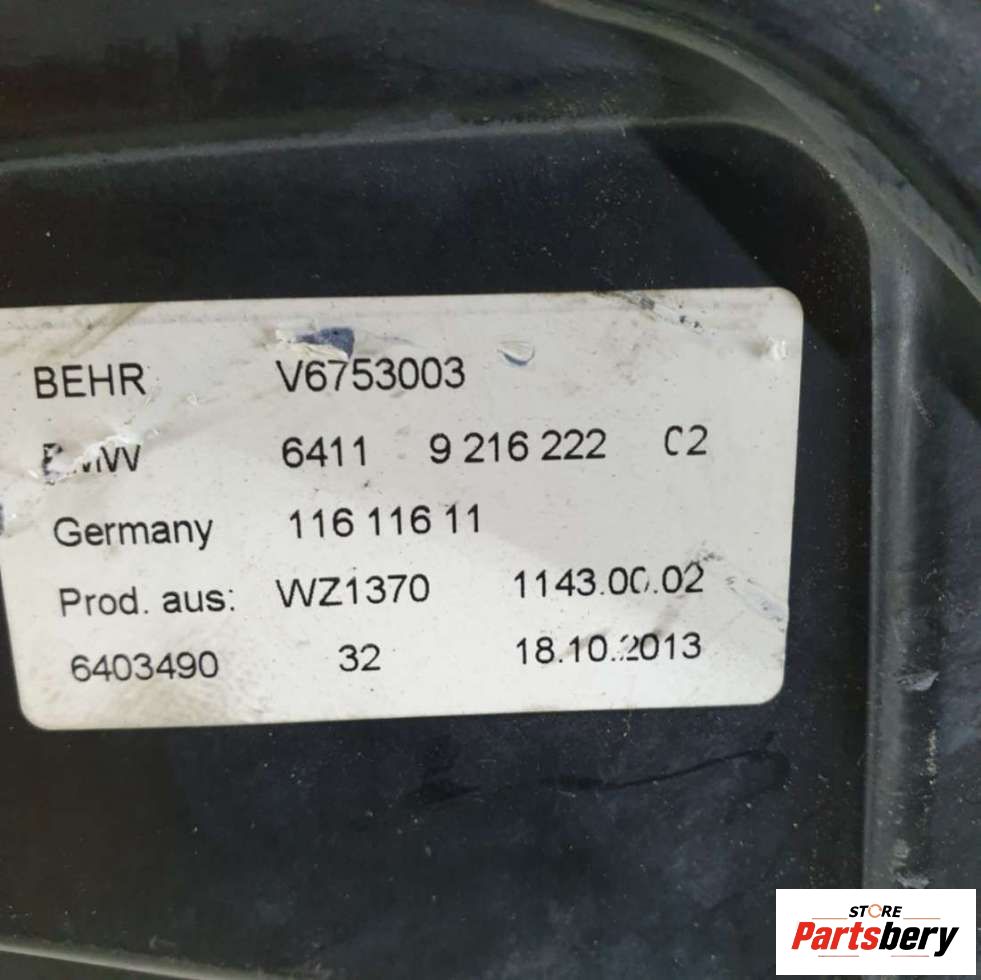 BEHR V6753003
BMW 6411 9 216 222 C2
Germany 116 116 11
Prod. aus: WZ1370 1143.00.02
6403490 32 18.10.2013
STORE
Partsbery